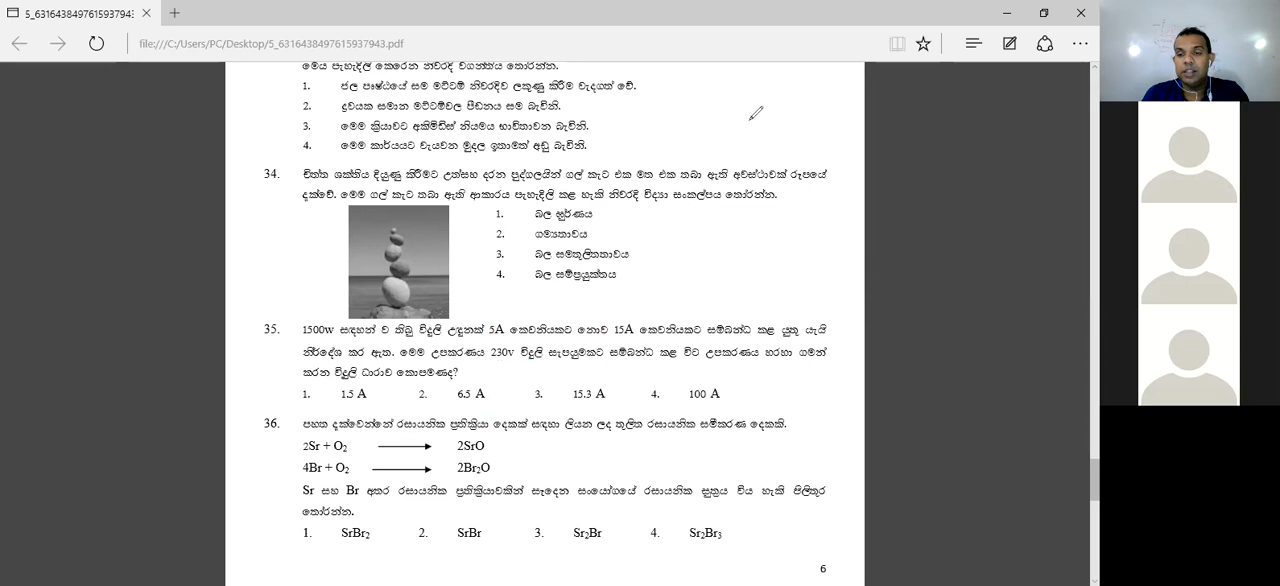 5_6316438497615937943.
file:///C:/Users/PC/Desktop/5_6316438497615937943.pdf
මෙය පැහැදිලි කෙරෙන නිවරදි වගන්තිය තෝරන්න.
1. ජල පෘෂ්ඨයේ සම මට්ටම් නිවරදිව ලකුණු කිරීම වැදගත් වේ.
2. ද්‍රවයක සමාන මට්ටම්වල පීඩනය සම බැවිනි.
3. මෙම ක්‍රියාවට ආකිමිඩිස් නියමය භාවිතාවන බැවිනි.
4. මෙම කාර්යයට වැයවන මුදල ඉතාමත් අඩු බැවිනි.
34. චිත්ත ශක්තිය දියුණු කිරීමට උත්සහ දරන පුද්ගලයින් ගල් කැට එක මත එක තබා ඇති අවස්ථාවක් රූපයේ
දක්වේ. මෙම ගල් කැට තබා ඇති ආකාරය පැහැදිලි කළ හැකි නිවරදි විද්‍යා සංකල්පය තෝරන්න.
1. බල ඝූර්ණය
2. ගම්‍යතාවය
3. බල සමතුලිතතාවය
4. බල සම්ප්‍රයුක්තය
35. 1500w සඳහන් ව තිබූ විදුලි උදුනක් 5A කෙවනියකට නොව 15A කෙවනියකට සම්බන්ධ කළ යුතු යැයි
නිර්දේශ කර ඇත. මෙම උපකරණය 230v විදුලි සැපයුමකට සම්බන්ධ කළ විට උපකරණය හරහා ගමන්
කරන විදුලි ධාරාව කොපමණද?
1. 1.5 A 2. 6.5 A 3. 15.3 A 4. 100 A
36. පහත දැක්වෙන්නේ රසායනික ප්‍රතික්‍රියා දෙකක් සඳහා ලියන ලද තුලිත රසායනික සමීකරණ දෙකකි.
2Sr + O₂ ⟶ 2SrO
4Br + O₂ ⟶ 2Br₂O
Sr සහ Br අතර රසායනික ප්‍රතික්‍රියාවකින් සෑදෙන සංයෝගයේ රසායනික සූත්‍රය විය හැකි පිලිතුර
තෝරන්න.
1. SrBr₂ 2. SrBr 3. Sr₂Br 4. Sr₂Br₃
6